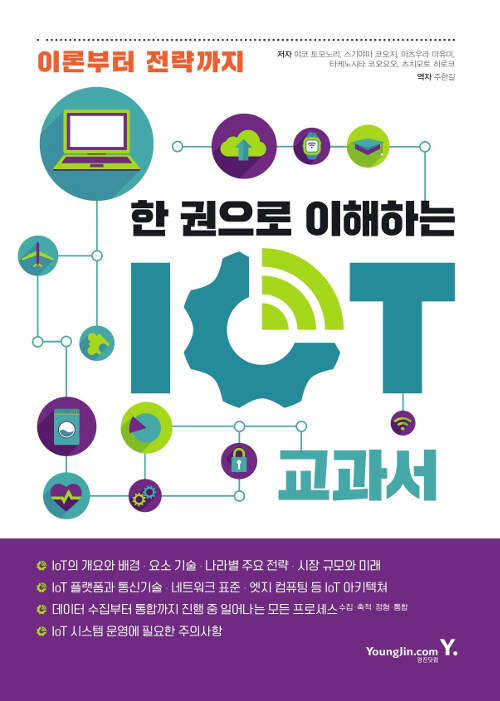 이론부터 전략까지
저자 야코 토모노리, 스기야마 코오지, 마츠우라 마유미,
타케노시타 코오요오, 츠치모토 히로코
역자 주한길
한 권으로 이해하는
IOT
교과서
IoT의 개요와 배경 · 요소 기술 · 나라별 주요 전략 · 시장 규모와 미래
IoT 플랫폼과 통신기술 · 네트워크 표준 · 엣지 컴퓨팅 등 IoT 아키텍쳐
데이터 수집부터 통합까지 진행 중 일어나는 모든 프로세스 수집·축적·정형·통합
IoT 시스템 운영에 필요한 주의사항
YoungJin.com Y.
영진닷컴